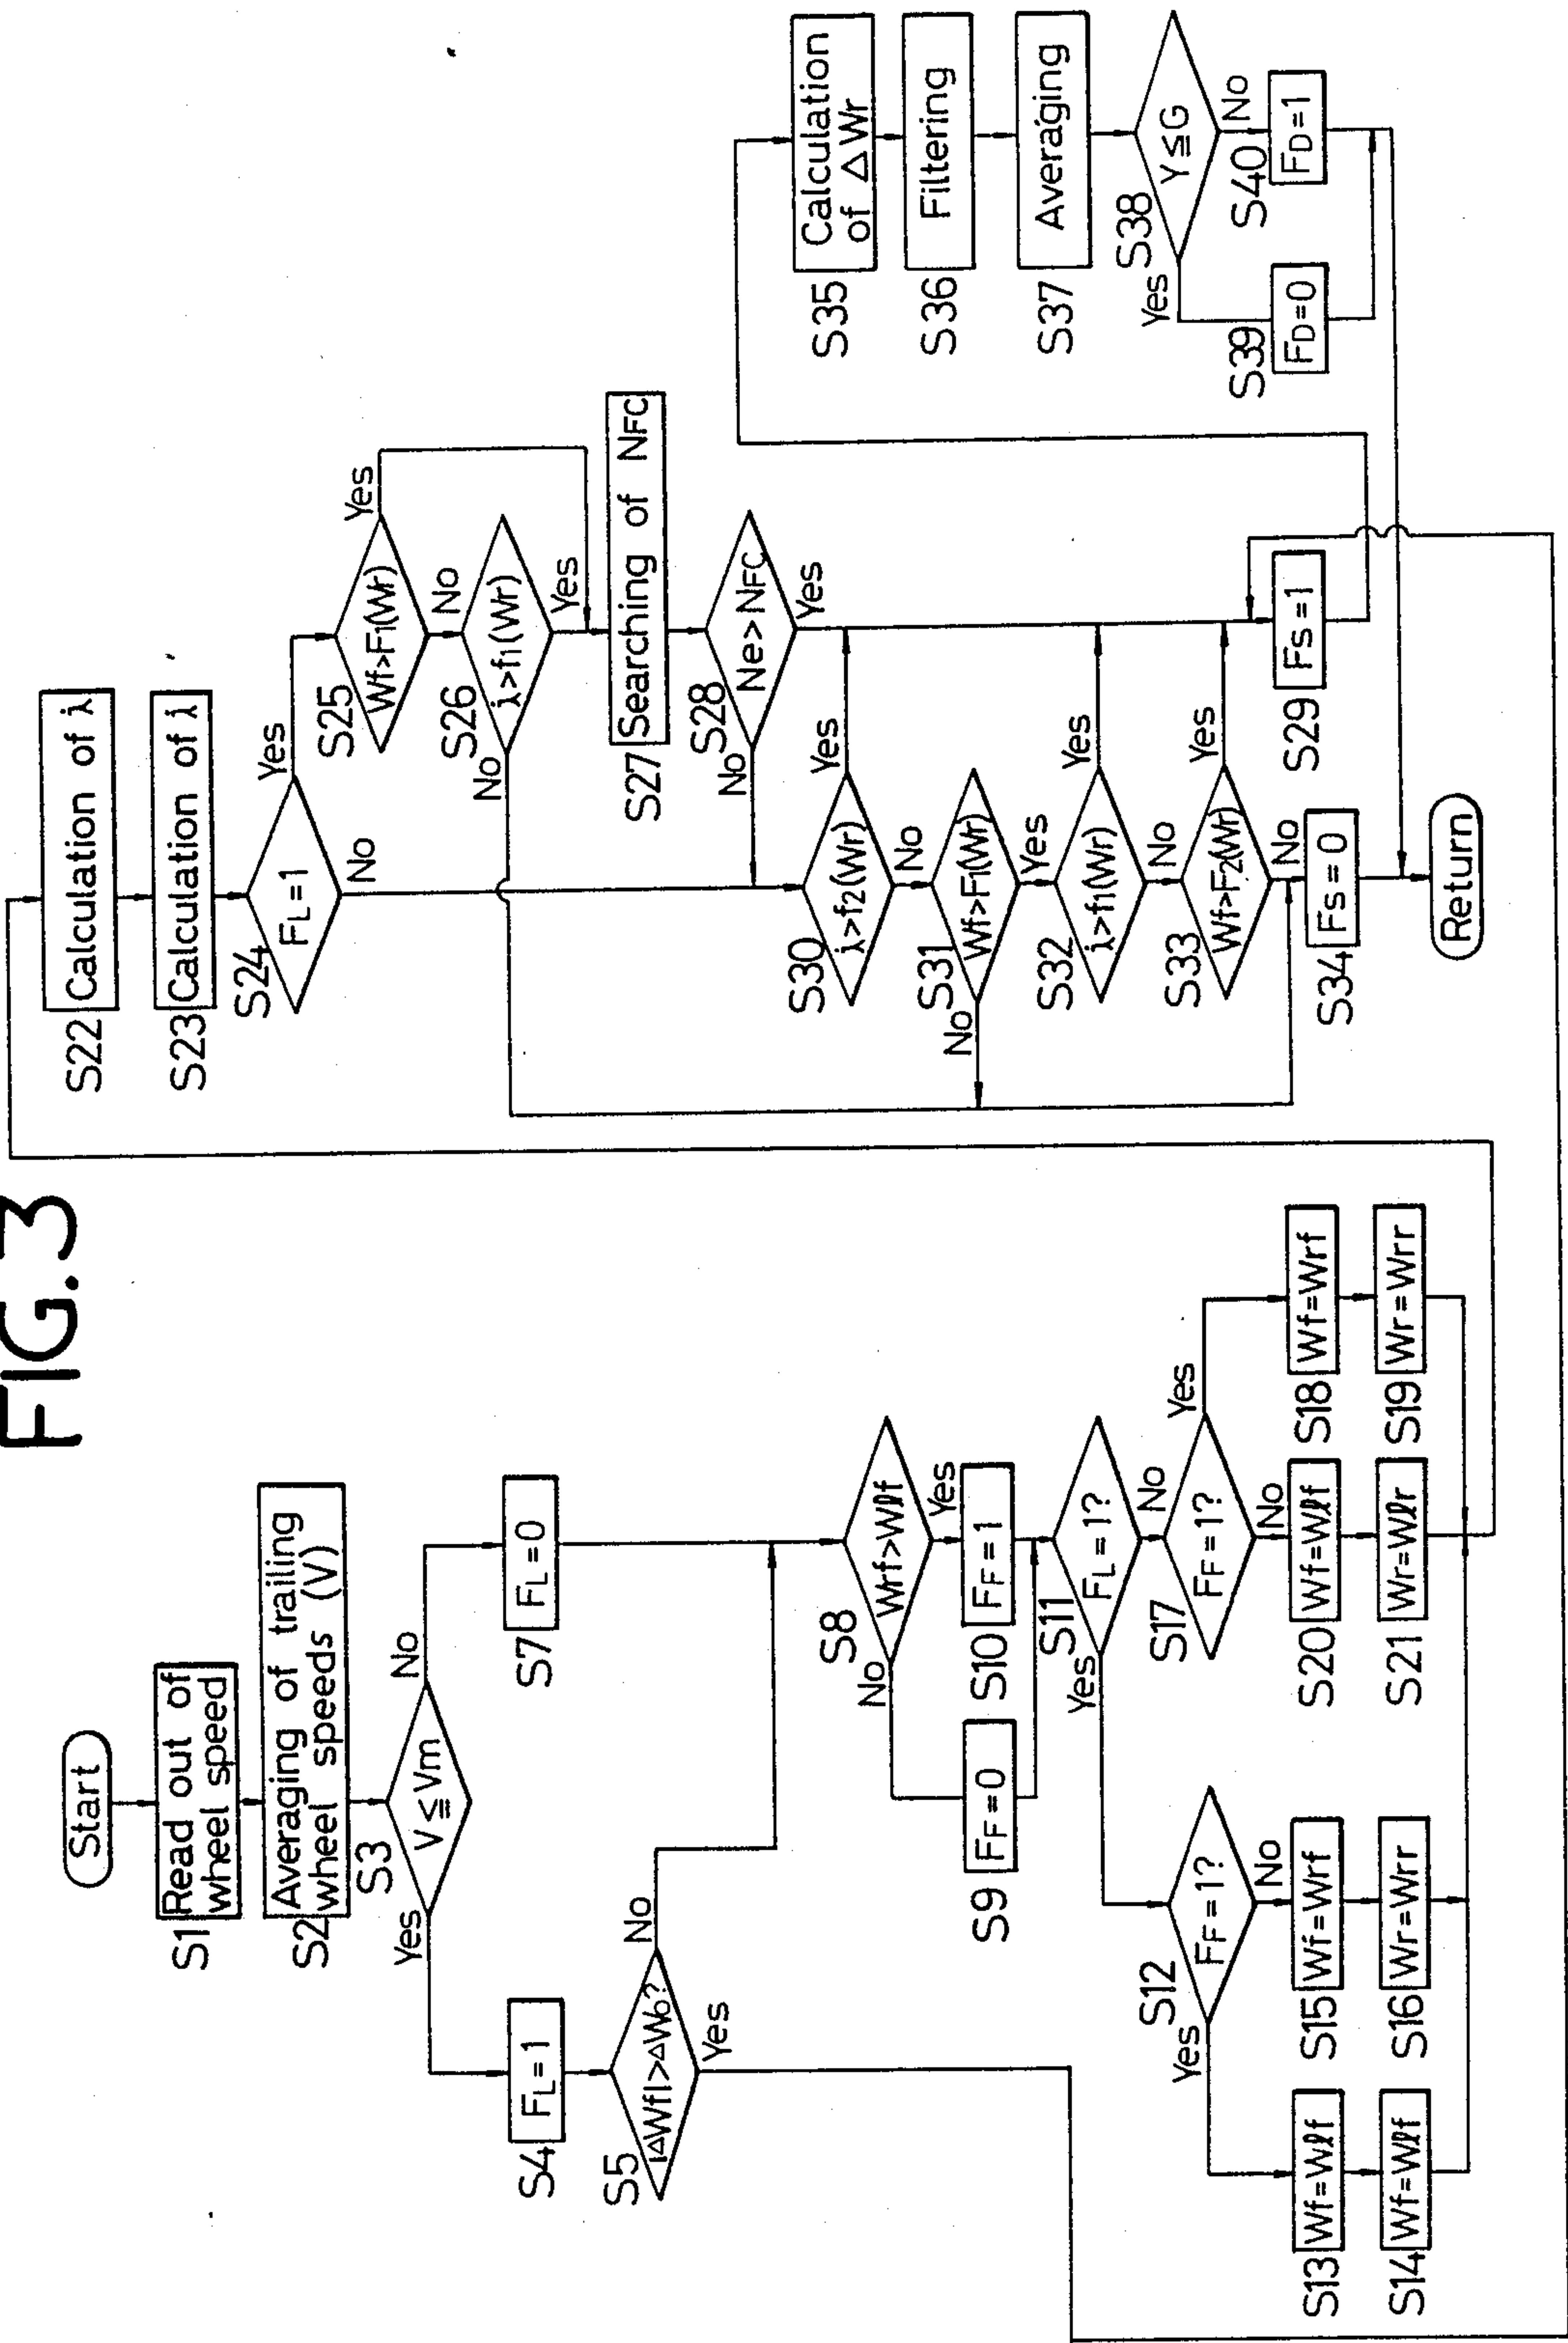 FIG.3
Start
S1
Read out of
wheel speed
S2
Averaging of trailing
wheel speeds (V)
S3
V≦Vm
Yes
No
S4
FL=1
S5
|ΔWf|>ΔWo?
No
Yes
S7
FL=0
S8
Wrf>Wlf
No
Yes
S9
FF=0
S10
FF=1
S11
FL=1?
Yes
No
S12
FF=1?
Yes
No
S13
Wf=Wlf
S14
Wf=Wlf
S15
Wf=Wrf
S16
Wr=Wrr
S17
FF=1?
Yes
No
S18
Wf=Wrf
S19
Wr=Wrr
S20
Wf=Wlf
S21
Wr=Wlr
S22
Calculation of λ
S23
Calculation of λ
S24
FL=1
Yes
No
S25
Wf>F1(Wr)
Yes
No
S26
λ>f1(Wr)
No
Yes
S27
Searching of NFC
S28
Ne>NFC
No
Yes
S30
λ>f2(Wr)
Yes
No
S31
Wf>F1(Wr)
No
Yes
S32
λ>f1(Wr)
Yes
No
S33
Wf>F2(Wr)
Yes
No
S34
FS=0
S29
FS=1
Return
S35
Calculation
of ΔWr
S36
Filtering
S37
Averaging
S38
Y≦G
Yes
No
S39
FD=0
S40
FD=1